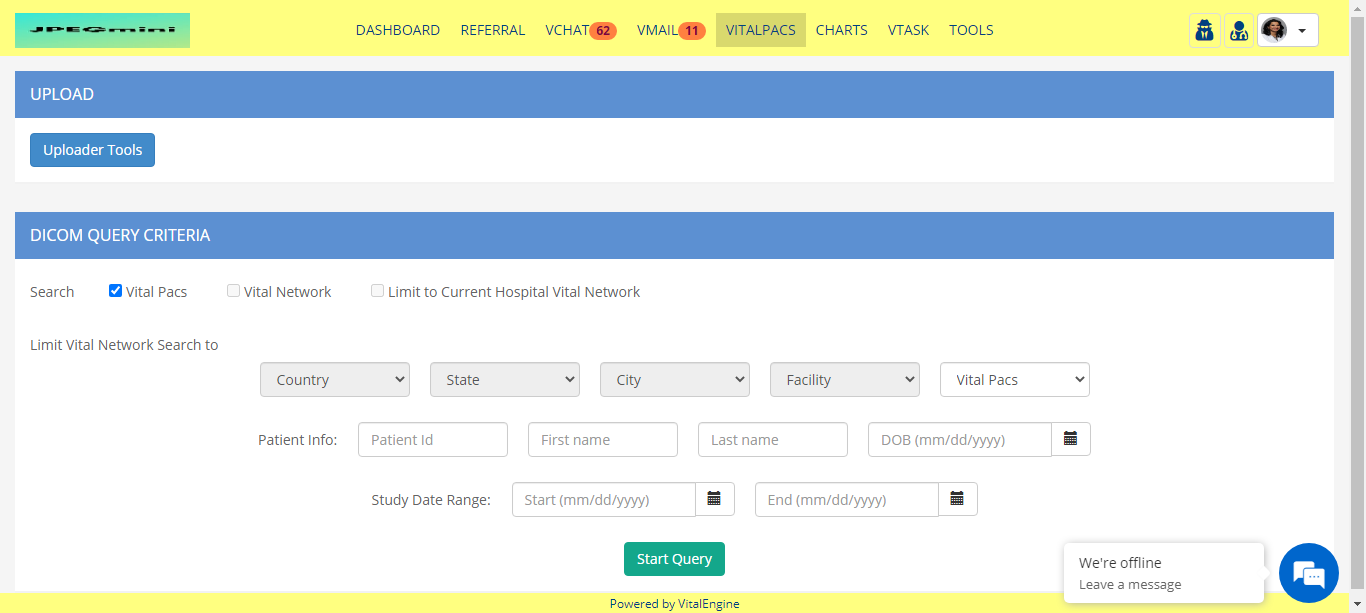 JPEGmini
DASHBOARD REFERRAL VCHAT 62 VMAIL 11 VITALPACS CHARTS VTASK TOOLS
UPLOAD
Uploader Tools
DICOM QUERY CRITERIA
Search Vital Pacs Vital Network Limit to Current Hospital Vital Network
Limit Vital Network Search to
Country State City Facility Vital Pacs
Patient Info: Patient Id First name Last name DOB (mm/dd/yyyy)
Study Date Range: Start (mm/dd/yyyy) End (mm/dd/yyyy)
Start Query
We're offline
Leave a message
Powered by VitalEngine